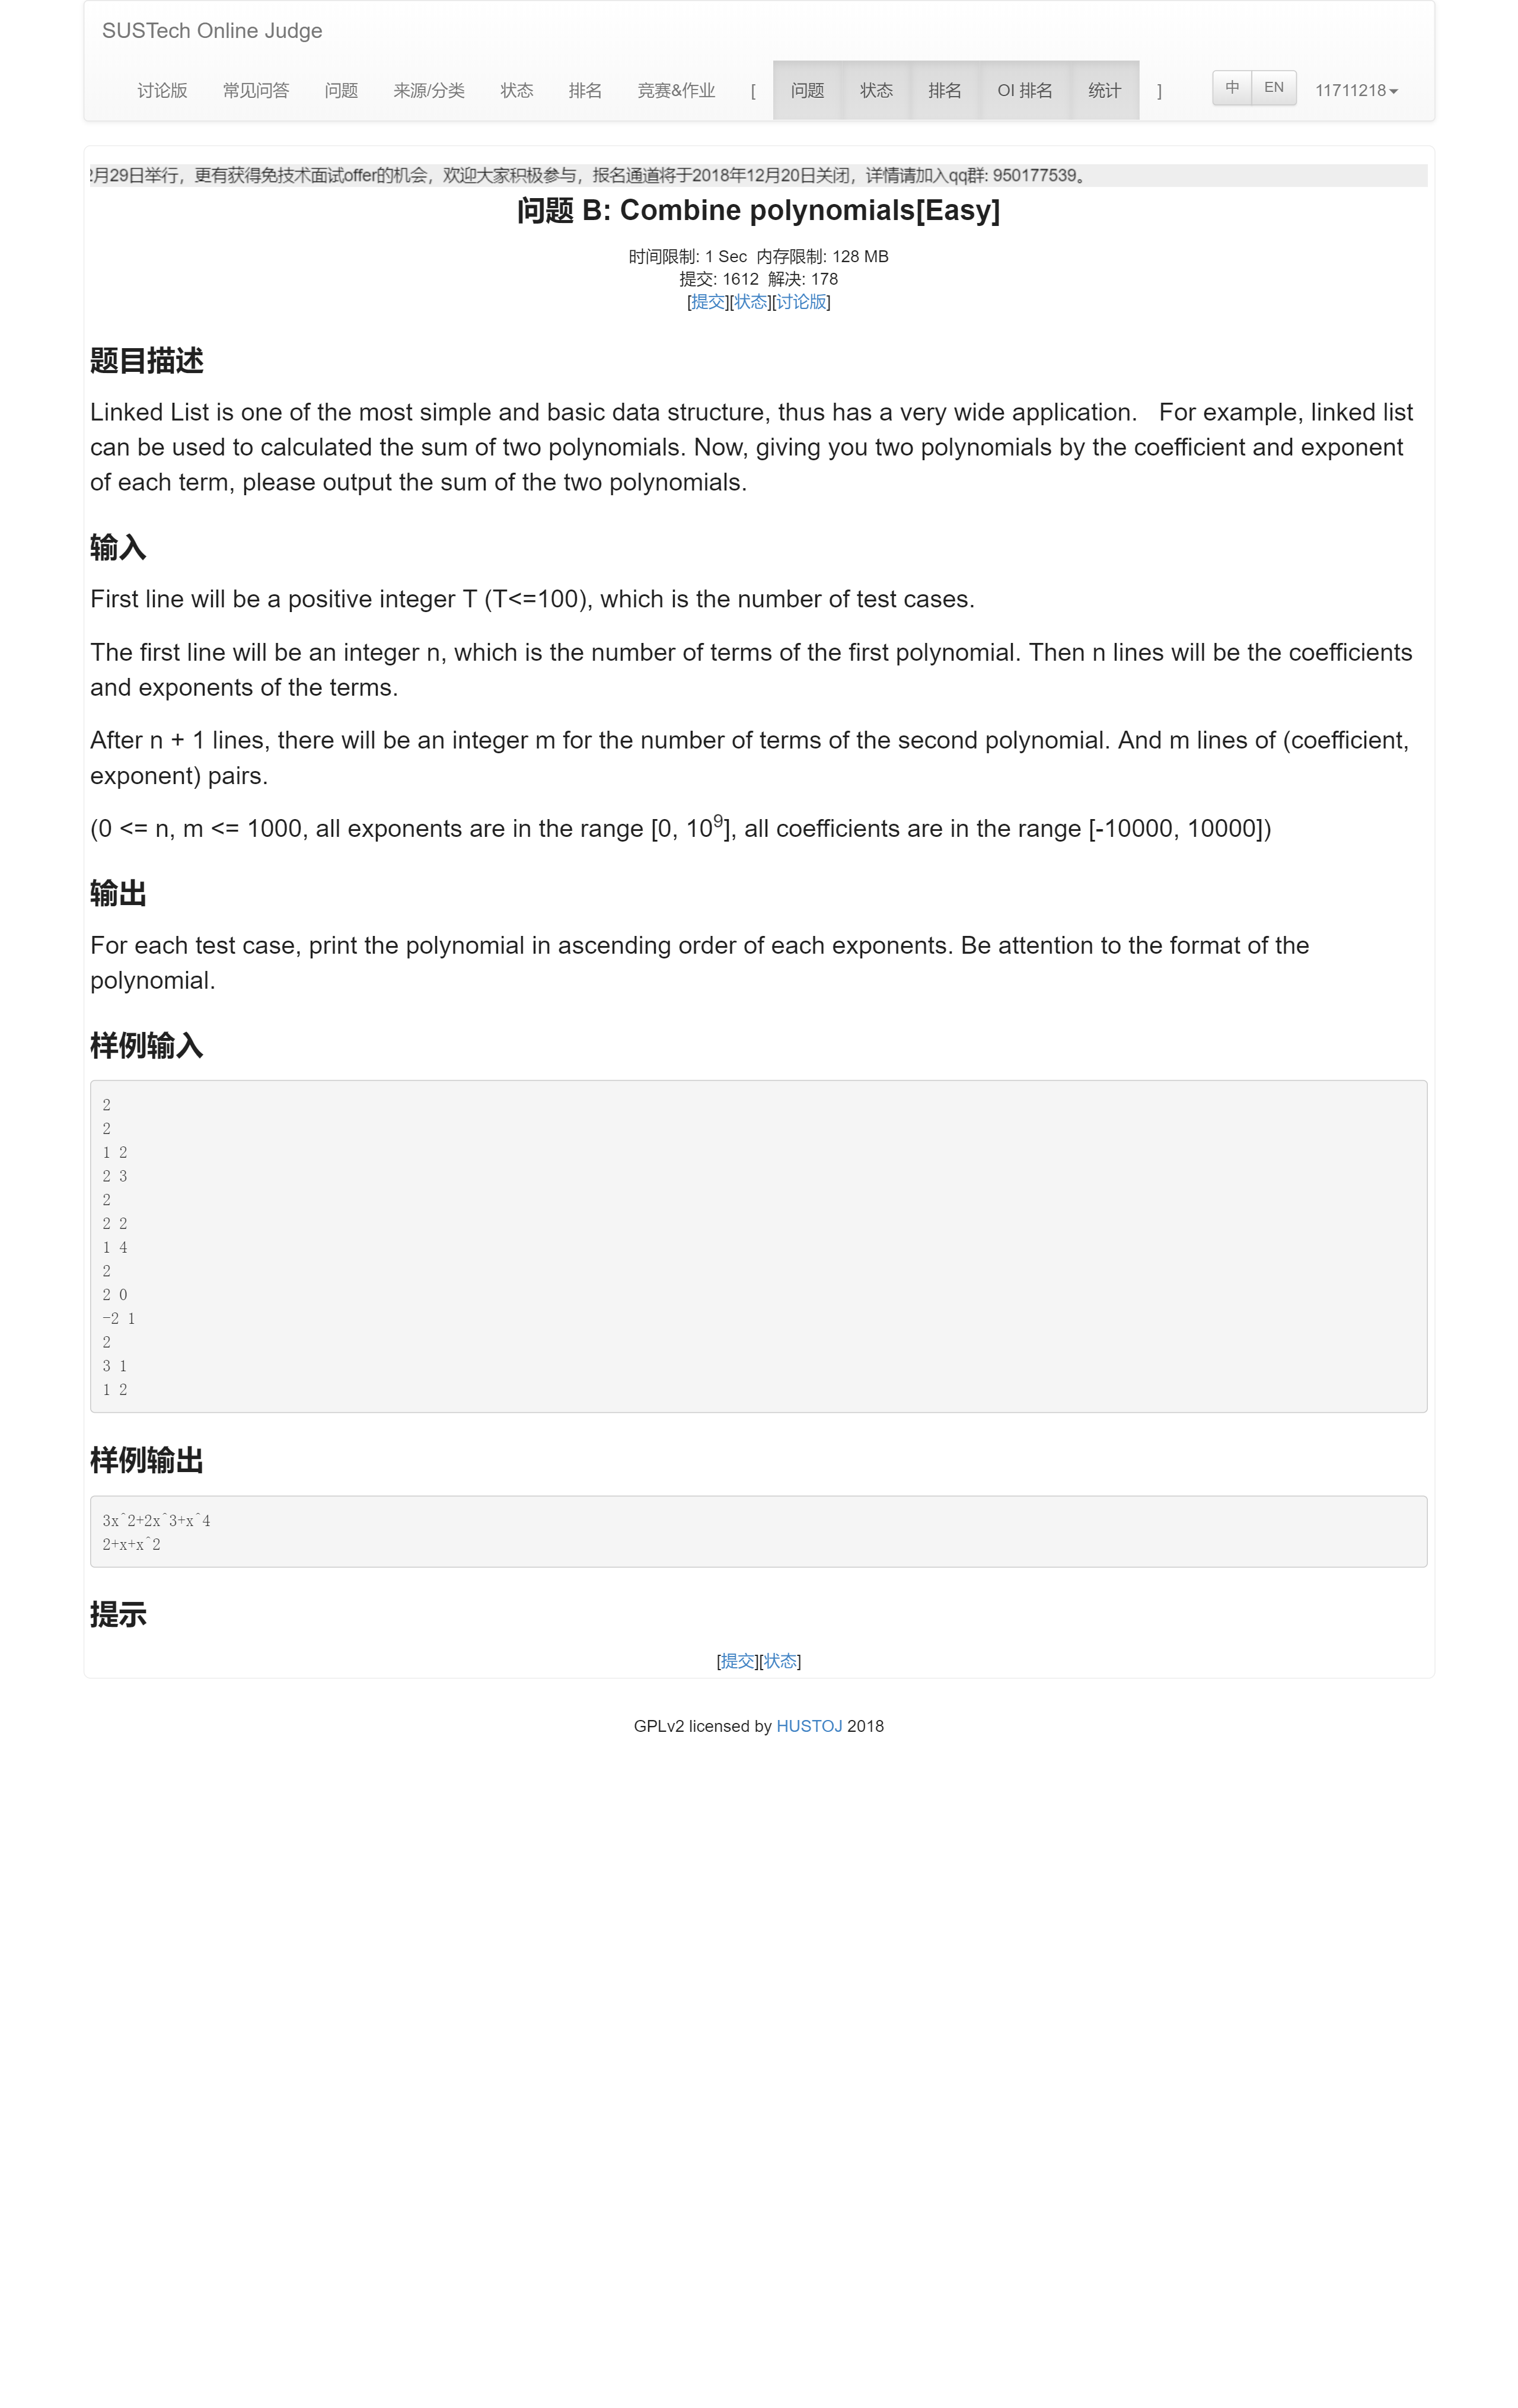 SUSTech Online Judge
讨论版 常见问答 问题 来源/分类 状态 排名 竞赛&作业 [ 问题 状态 排名 OI 排名 统计 ] 中 EN 11711218
2月29日举行，更有获得免技术面试offer的机会，欢迎大家积极参与，报名通道将于2018年12月20日关闭，详情请加入qq群: 950177539。
问题 B: Combine polynomials[Easy]
时间限制: 1 Sec 内存限制: 128 MB
提交: 1612 解决: 178
[提交][状态][讨论版]
题目描述
Linked List is one of the most simple and basic data structure, thus has a very wide application. For example, linked list
can be used to calculated the sum of two polynomials. Now, giving you two polynomials by the coefficient and exponent
of each term, please output the sum of the two polynomials.
输入
First line will be a positive integer T (T<=100), which is the number of test cases.
The first line will be an integer n, which is the number of terms of the first polynomial. Then n lines will be the coefficients
and exponents of the terms.
After n + 1 lines, there will be an integer m for the number of terms of the second polynomial. And m lines of (coefficient,
exponent) pairs.
(0 <= n, m <= 1000, all exponents are in the range [0, 10⁹], all coefficients are in the range [-10000, 10000])
输出
For each test case, print the polynomial in ascending order of each exponents. Be attention to the format of the
polynomial.
样例输入
2
2
1 2
2 3
2
2 2
1 4
2
2 0
-2 1
2
3 1
1 2
样例输出
3x^2+2x^3+x^4
2+x+x^2
提示
[提交][状态]
GPLv2 licensed by HUSTOJ 2018